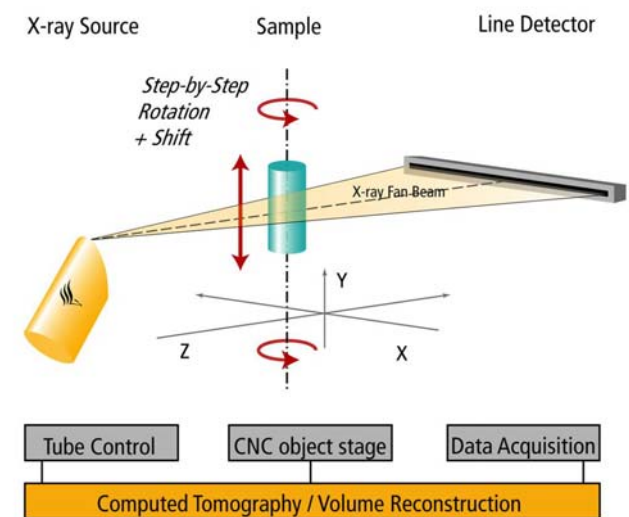 X-ray Source
Sample
Line Detector
Step-by-Step
Rotation
+ Shift
X-ray Fan Beam
Y
Z
X
Tube Control
CNC object stage
Data Acquisition
Computed Tomography / Volume Reconstruction